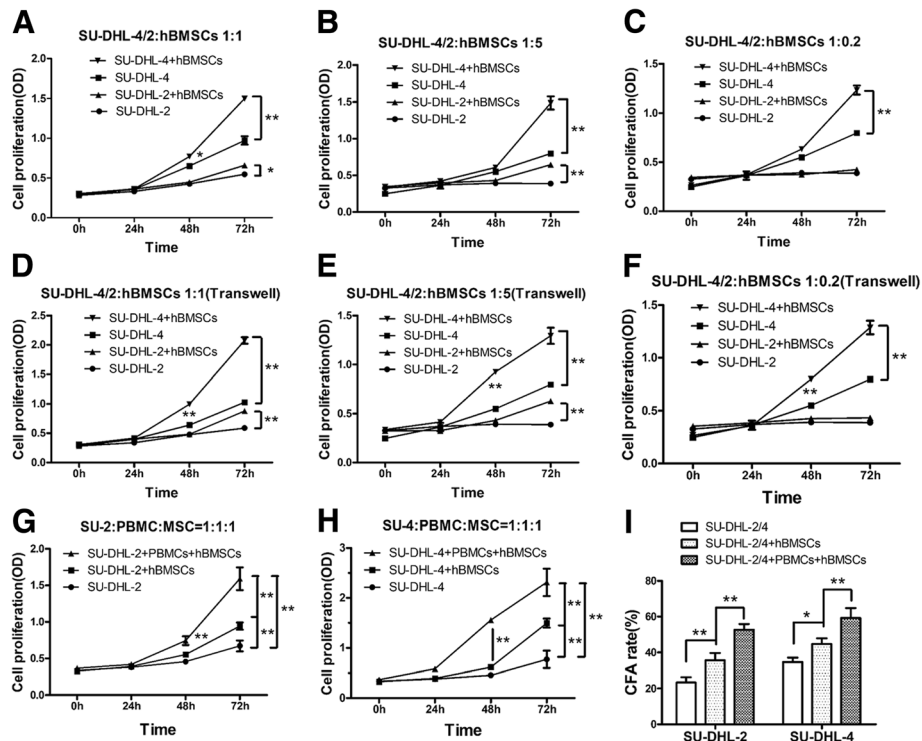 A
SU-DHL-4/2:hBMSCs 1:1
SU-DHL-4+hBMSCs
SU-DHL-4
SU-DHL-2+hBMSCs
SU-DHL-2
Cell proliferation(OD)
2.0
1.5
1.0
0.5
0.0
*
**
*
0h 24h 48h 72h
Time
B
SU-DHL-4/2:hBMSCs 1:5
SU-DHL-4+hBMSCs
SU-DHL-4
SU-DHL-2+hBMSCs
SU-DHL-2
Cell proliferation(OD)
2.0
1.5
1.0
0.5
0.0
**
**
0h 24h 48h 72h
Time
C
SU-DHL-4/2:hBMSCs 1:0.2
SU-DHL-4+hBMSCs
SU-DHL-4
SU-DHL-2+hBMSCs
SU-DHL-2
Cell proliferation(OD)
1.5
1.0
0.5
0.0
**
0h 24h 48h 72h
Time
D
SU-DHL-4/2:hBMSCs 1:1(Transwell)
SU-DHL-4+hBMSCs
SU-DHL-4
SU-DHL-2+hBMSCs
SU-DHL-2
Cell proliferation(OD)
2.5
2.0
1.5
1.0
0.5
0.0
**
**
**
0h 24h 48h 72h
Time
E
SU-DHL-4/2:hBMSCs 1:5(Transwell)
SU-DHL-4+hBMSCs
SU-DHL-4
SU-DHL-2+hBMSCs
SU-DHL-2
Cell proliferation(OD)
1.5
1.0
0.5
0.0
**
**
**
0h 24h 48h 72h
Time
F
SU-DHL-4/2:hBMSCs 1:0.2(Transwell)
SU-DHL-4+hBMSCs
SU-DHL-4
SU-DHL-2+hBMSCs
SU-DHL-2
Cell proliferation(OD)
1.5
1.0
0.5
0.0
**
**
0h 24h 48h 72h
Time
G
SU-2:PBMC:MSC=1:1:1
SU-DHL-2+PBMCs+hBMSCs
SU-DHL-2+hBMSCs
SU-DHL-2
Cell proliferation(OD)
2.0
1.5
1.0
0.5
0.0
**
**
**
**
0h 24h 48h 72h
Time
H
SU-4:PBMC:MSC=1:1:1
SU-DHL-4+PBMCs+hBMSCs
SU-DHL-4+hBMSCs
SU-DHL-4
Cell proliferation(OD)
3
2
1
0
**
**
**
**
0h 24h 48h 72h
Time
I
SU-DHL-2/4
SU-DHL-2/4+hBMSCs
SU-DHL-2/4+PBMCs+hBMSCs
CFA rate(%)
80
60
40
20
0
**
**
*
**
SU-DHL-2 SU-DHL-4